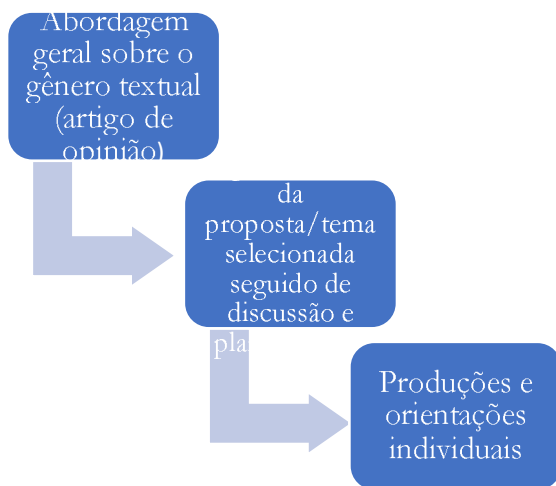 Abordagem
geral sobre o
gênero textual
(artigo de
opinião)
da
proposta/tema
selecionada
seguido de
discussão e
pla
Produções e
orientações
individuais